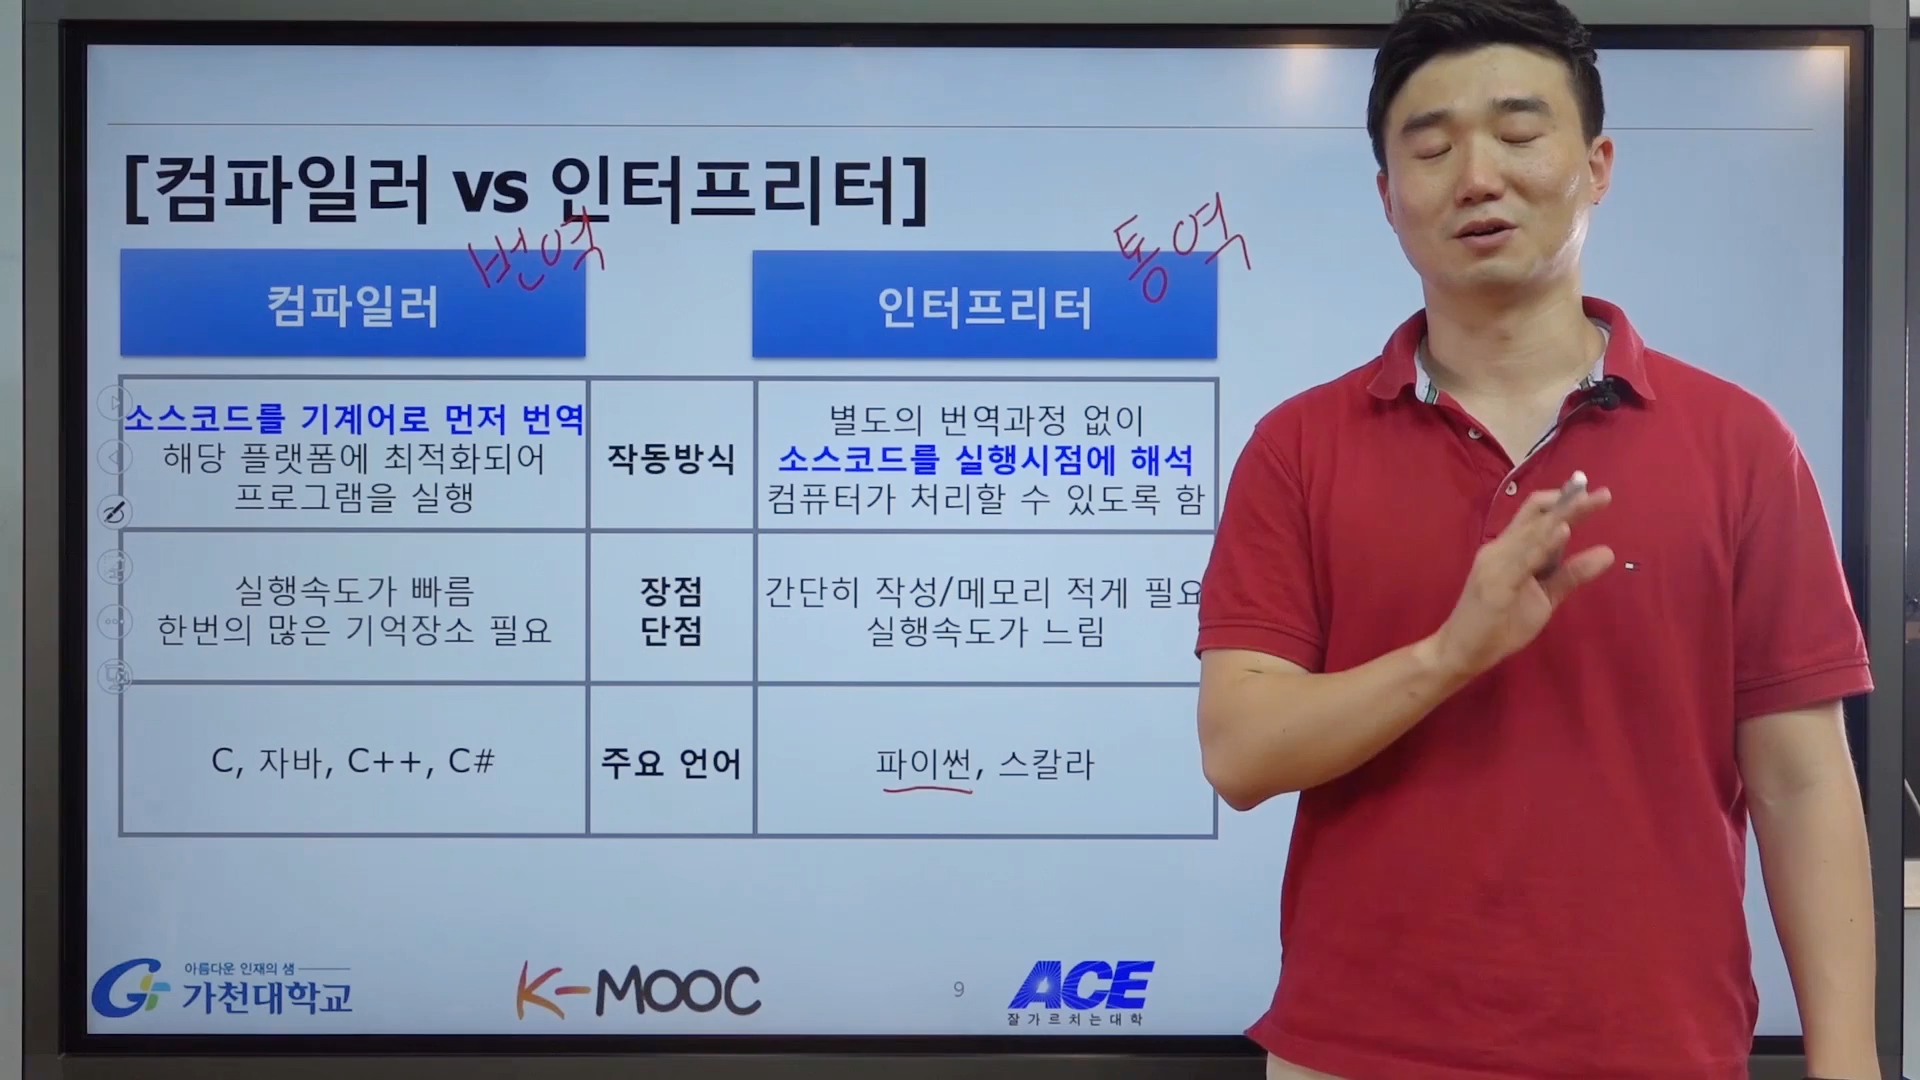 [컴파일러 vs 인터프리터]
번역
통역
컴파일러
인터프리터
소스코드를 기계어로 먼저 번역
해당 플랫폼에 최적화되어
프로그램을 실행
작동방식
별도의 번역과정 없이
소스코드를 실행시점에 해석
컴퓨터가 처리할 수 있도록 함
실행속도가 빠름
한번의 많은 기억장소 필요
장점
단점
간단히 작성/메모리 적게 필요
실행속도가 느림
C, 자바, C++, C#
주요 언어
파이썬, 스칼라
아름다운 인재의 샘
가천대학교
K-MOOC
9
ACE
잘가르치는대학